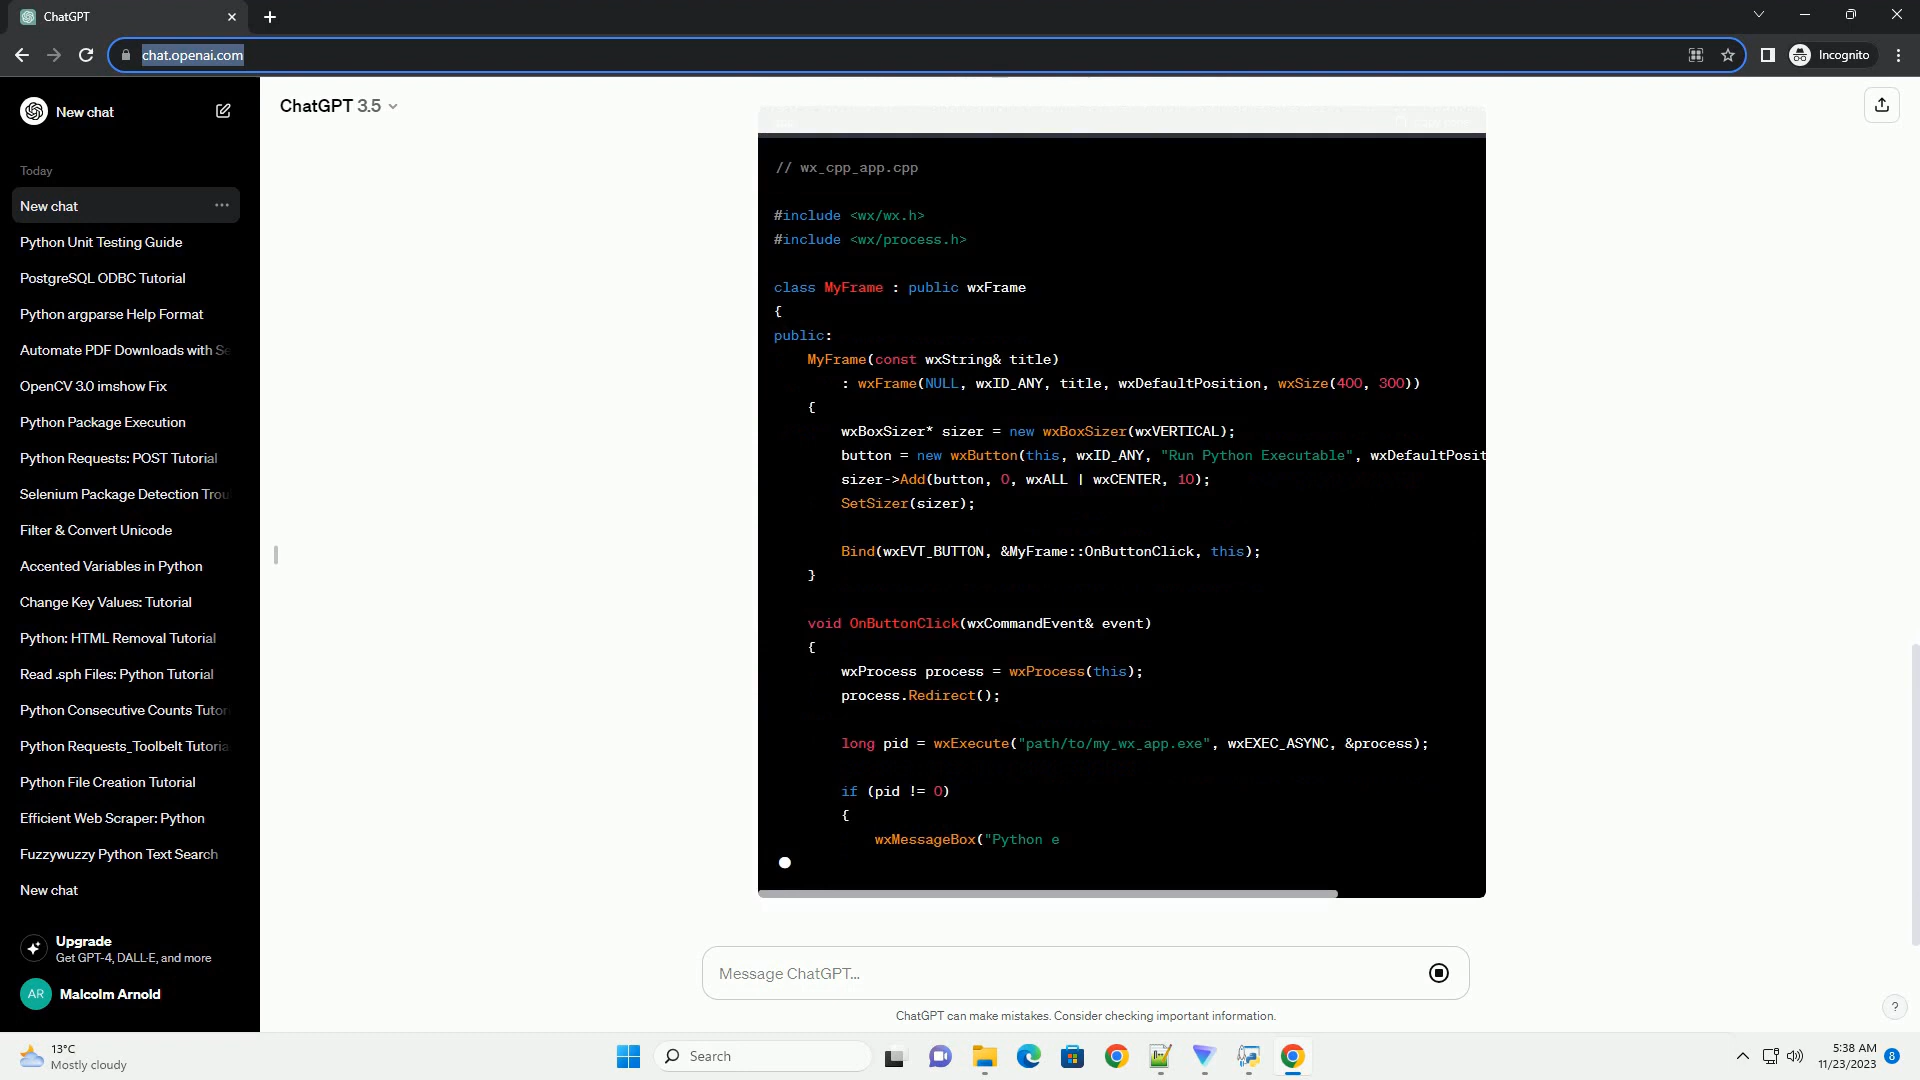 ChatGPT
chat.openai.com
Incognito
New chat
ChatGPT 3.5
Today
New chat
Python Unit Testing Guide
PostgreSQL ODBC Tutorial
Python argparse Help Format
Automate PDF Downloads with Se
OpenCV 3.0 imshow Fix
Python Package Execution
Python Requests: POST Tutorial
Selenium Package Detection Trou
Filter & Convert Unicode
Accented Variables in Python
Change Key Values: Tutorial
Python: HTML Removal Tutorial
Read .sph Files: Python Tutorial
Python Consecutive Counts Tutor
Python Requests_Toolbelt Tutoria
Python File Creation Tutorial
Efficient Web Scraper: Python
Fuzzywuzzy Python Text Search
New chat
Upgrade
Get GPT-4, DALL·E, and more
AR
Malcolm Arnold
// wx_cpp_app.cpp
#include <wx/wx.h>
#include <wx/process.h>
class MyFrame : public wxFrame
{
public:
MyFrame(const wxString& title)
: wxFrame(NULL, wxID_ANY, title, wxDefaultPosition, wxSize(400, 300))
{
wxBoxSizer* sizer = new wxBoxSizer(wxVERTICAL);
button = new wxButton(this, wxID_ANY, "Run Python Executable", wxDefaultPosit
sizer->Add(button, 0, wxALL | wxCENTER, 10);
SetSizer(sizer);
Bind(wxEVT_BUTTON, &MyFrame::OnButtonClick, this);
}
void OnButtonClick(wxCommandEvent& event)
{
wxProcess process = wxProcess(this);
process.Redirect();
long pid = wxExecute("path/to/my_wx_app.exe", wxEXEC_ASYNC, &process);
if (pid != 0)
{
wxMessageBox("Python e
Message ChatGPT...
ChatGPT can make mistakes. Consider checking important information.
?
13°C
Mostly cloudy
Search
5:38 AM
11/23/2023
8